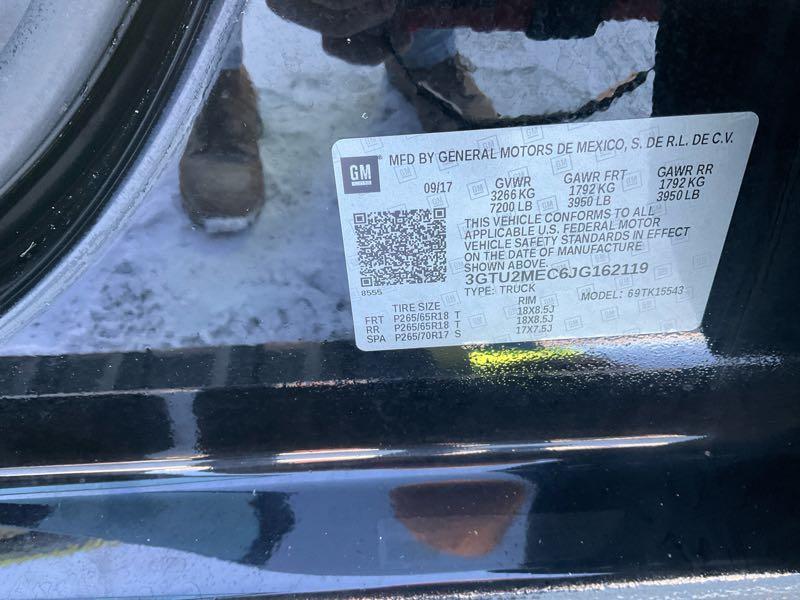 GM
MFD BY GENERAL MOTORS DE MEXICO, S. DE R.L. DE C.V.
09/17 GVWR GAWR FRT GAWR RR
3266 KG 1792 KG 1792 KG
7200 LB 3950 LB 3950 LB
THIS VEHICLE CONFORMS TO ALL
APPLICABLE U.S. FEDERAL MOTOR
VEHICLE SAFETY STANDARDS IN EFFECT
ON THE DATE OF MANUFACTURE
SHOWN ABOVE.
8555 3GTU2MEC6JG162119
TYPE: TRUCK MODEL: 69TK15543
TIRE SIZE RIM
FRT P265/65R18 T 18X8.5J
RR P265/65R18 T 18X8.5J
SPA P265/70R17 S 17X7.5J